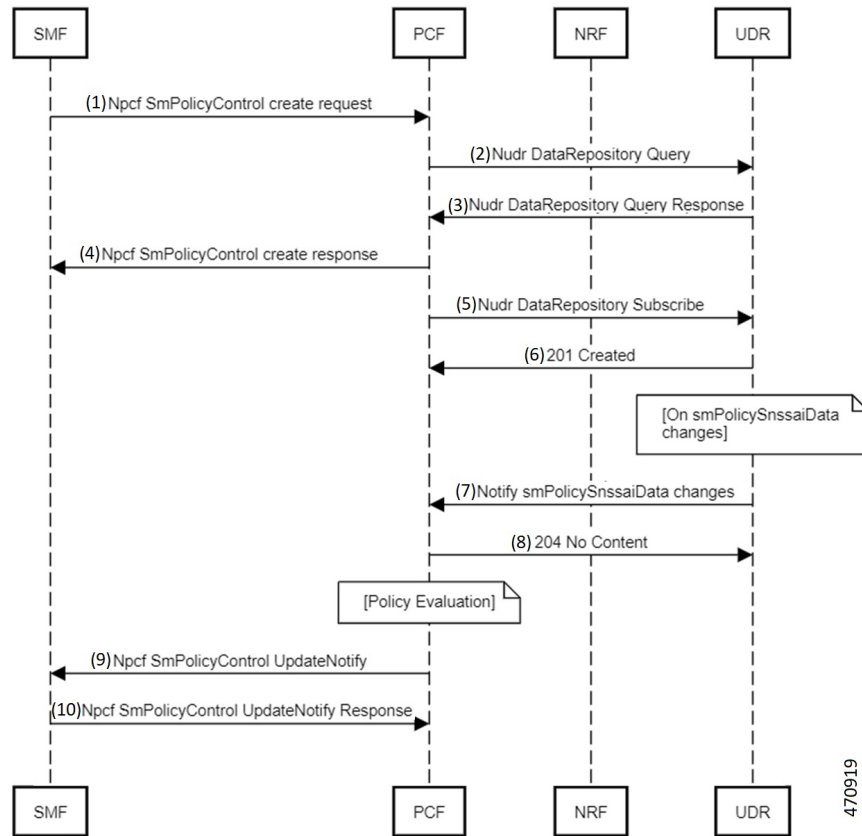 SMF
PCF
NRF
UDR
(1)Npcf SmPolicyControl create request
(2)Nudr DataRepository Query
(3)Nudr DataRepository Query Response
(4)Npcf SmPolicyControl create response
(5)Nudr DataRepository Subscribe
(6)201 Created
[On smPolicySnssaiData
changes]
(7)Notify smPolicySnssaiData changes
(8) 204 No Content
[Policy Evaluation]
(9) Npcf SmPolicyControl UpdateNotify
(10)Npcf SmPolicyControl UpdateNotify Response
SMF
PCF
NRF
UDR
470919